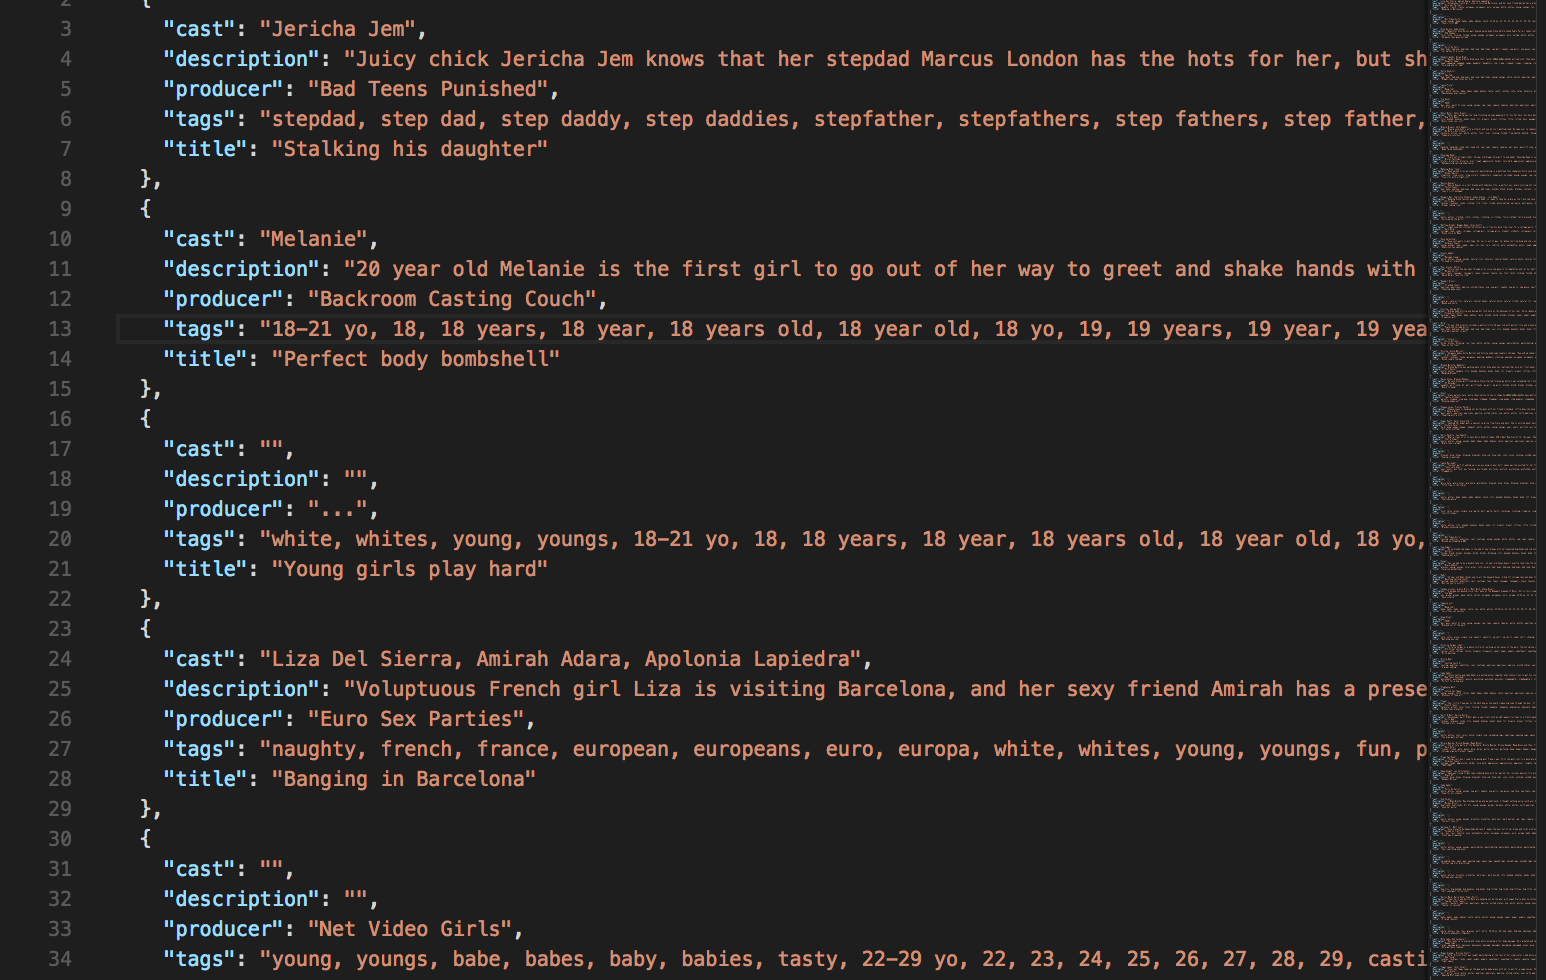 2 {
3 "cast": "Jericha Jem",
4 "description": "Juicy chick Jericha Jem knows that her stepdad Marcus London has the hots for her, but sh
5 "producer": "Bad Teens Punished",
6 "tags": "stepdad, step dad, step daddy, step daddies, stepfather, stepfathers, step fathers, step father,
7 "title": "Stalking his daughter"
8 },
9 {
10 "cast": "Melanie",
11 "description": "20 year old Melanie is the first girl to go out of her way to greet and shake hands with
12 "producer": "Backroom Casting Couch",
13 "tags": "18-21 yo, 18, 18 years, 18 year, 18 years old, 18 year old, 18 yo, 19, 19 years, 19 year, 19 yea
14 "title": "Perfect body bombshell"
15 },
16 {
17 "cast": "",
18 "description": "",
19 "producer": "...",
20 "tags": "white, whites, young, youngs, 18-21 yo, 18, 18 years, 18 year, 18 years old, 18 year old, 18 yo,
21 "title": "Young girls play hard"
22 },
23 {
24 "cast": "Liza Del Sierra, Amirah Adara, Apolonia Lapiedra",
25 "description": "Voluptuous French girl Liza is visiting Barcelona, and her sexy friend Amirah has a prese
26 "producer": "Euro Sex Parties",
27 "tags": "naughty, french, france, european, europeans, euro, europa, white, whites, young, youngs, fun, p
28 "title": "Banging in Barcelona"
29 },
30 {
31 "cast": "",
32 "description": "",
33 "producer": "Net Video Girls",
34 "tags": "young, youngs, babe, babes, baby, babies, tasty, 22-29 yo, 22, 23, 24, 25, 26, 27, 28, 29, casti